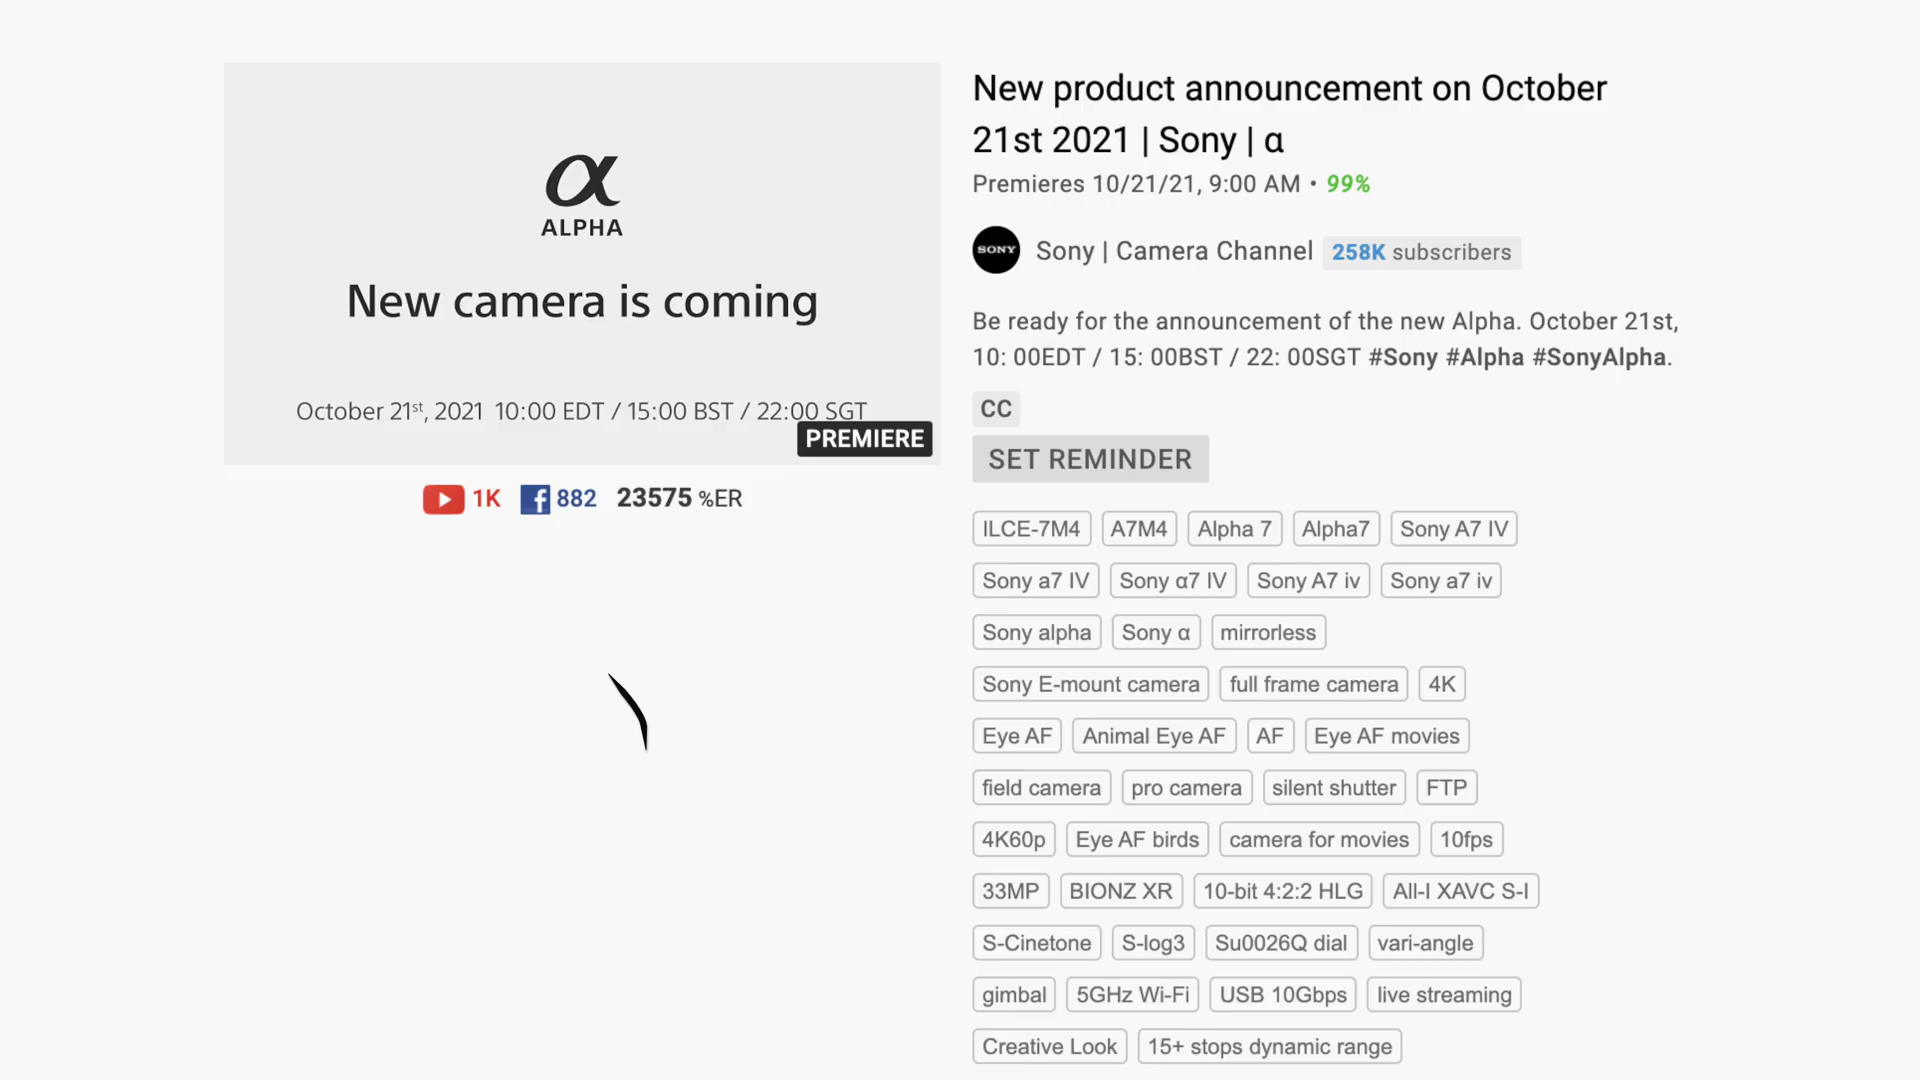 α
ALPHA
New camera is coming
October 21st, 2021 10:00 EDT / 15:00 BST / 22:00 SGT
PREMIERE
1K 882 23575 %ER
New product announcement on October
21st 2021 | Sony | α
Premieres 10/21/21, 9:00 AM • 99%
SONY Sony | Camera Channel 258K subscribers
Be ready for the announcement of the new Alpha. October 21st,
10: 00EDT / 15: 00BST / 22: 00SGT #Sony #Alpha #SonyAlpha.
CC
SET REMINDER
ILCE-7M4 A7M4 Alpha 7 Alpha7 Sony A7 IV
Sony a7 IV Sony α7 IV Sony A7 iv Sony a7 iv
Sony alpha Sony α mirrorless
Sony E-mount camera full frame camera 4K
Eye AF Animal Eye AF AF Eye AF movies
field camera pro camera silent shutter FTP
4K60p Eye AF birds camera for movies 10fps
33MP BIONZ XR 10-bit 4:2:2 HLG All-I XAVC S-I
S-Cinetone S-log3 Su0026Q dial vari-angle
gimbal 5GHz Wi-Fi USB 10Gbps live streaming
Creative Look 15+ stops dynamic range